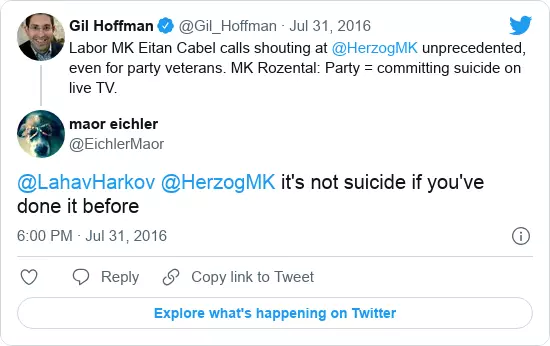 Gil Hoffman @Gil_Hoffman · Jul 31, 2016
Labor MK Eitan Cabel calls shouting at @HerzogMK unprecedented,
even for party veterans. MK Rozental: Party = committing suicide on
live TV.
maor eichler
@EichlerMaor
@LahavHarkov @HerzogMK it's not suicide if you've
done it before
6:00 PM · Jul 31, 2016
Reply
Copy link to Tweet
Explore what's happening on Twitter